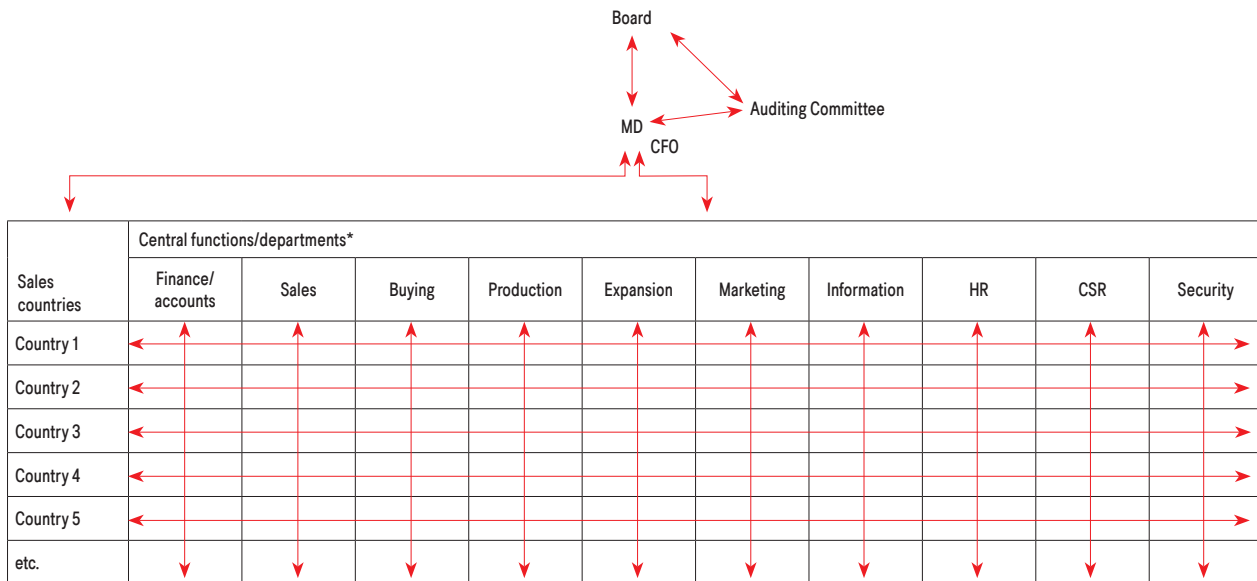 Board
Auditing Committee
MD
CFO
Central functions/departments*
Sales
countries
Finance/
accounts
Sales
Buying
Production
Expansion
Marketing
Information
HR
CSR
Security
Country 1
Country 2
Country 3
Country 4
Country 5
etc.